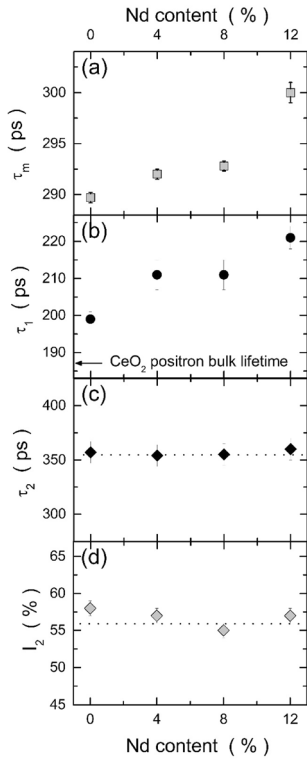 Nd content ( % )
0 4 8 12
(a)
300
295
290
τm ( ps )
(b)
220
210
200
190
τ1 ( ps )
CeO2 positron bulk lifetime
(c)
400
350
300
τ2 ( ps )
(d)
65
60
55
50
45
I2 ( % )
0 4 8 12
Nd content ( % )